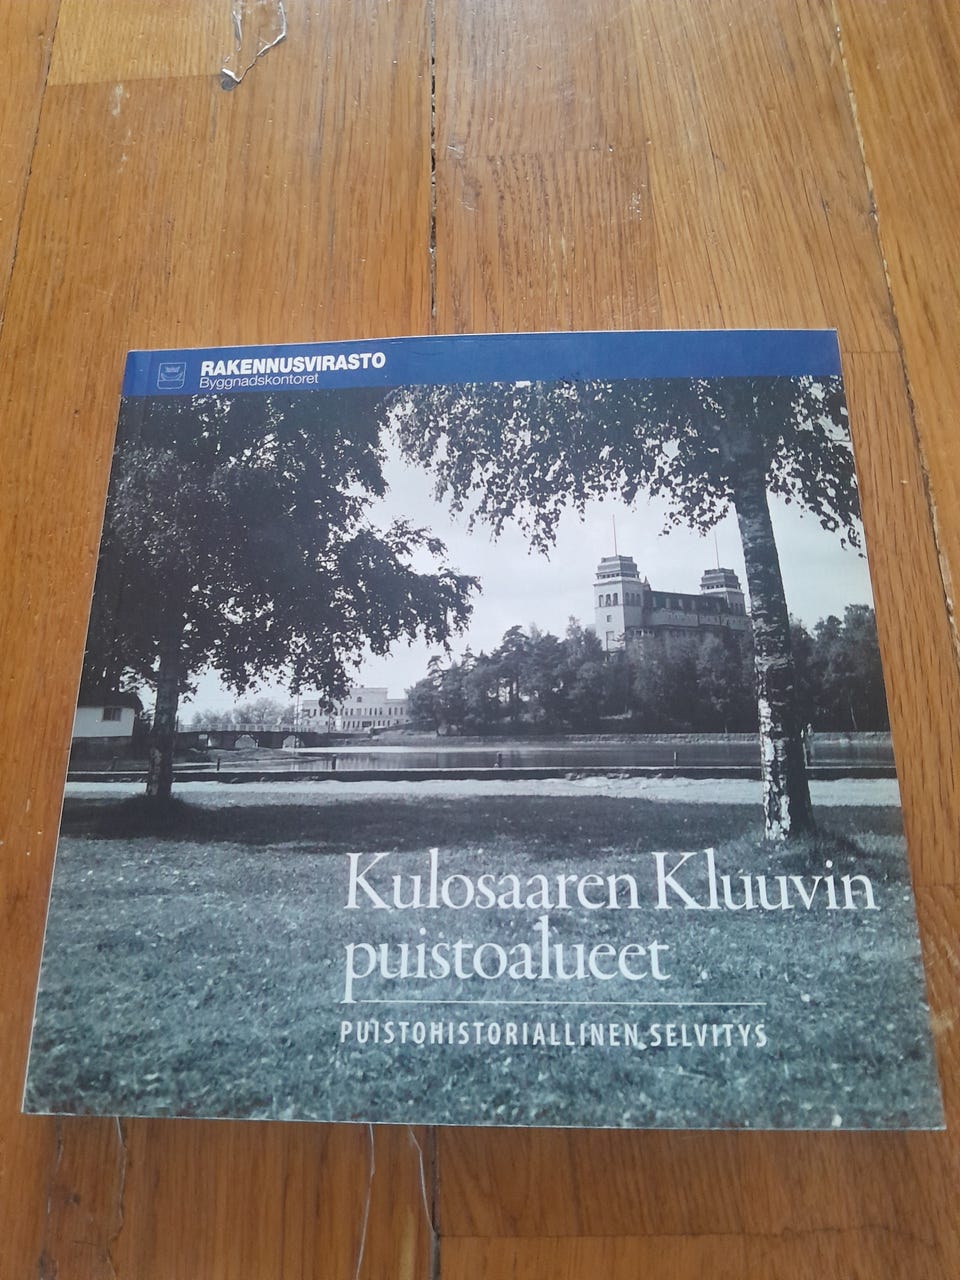 RAKENNUSVIRASTO
Byggnadskontoret
Kulosaaren Kluuvin
puistoalueet
PUISTOHISTORIALLINEN SELVITYS